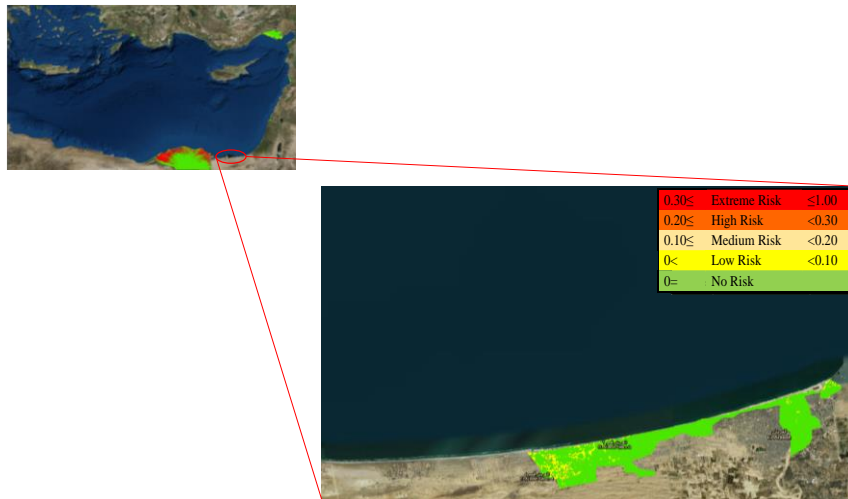 0.30≤ Extreme Risk ≤1.00
0.20≤ High Risk <0.30
0.10≤ Medium Risk <0.20
0< Low Risk <0.10
0= No Risk